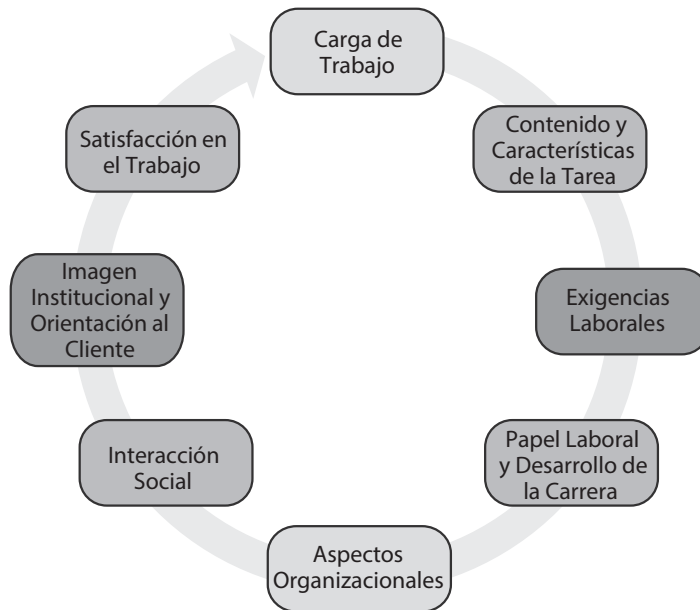 Carga de
Trabajo
Contenido y
Características
de la Tarea
Exigencias
Laborales
Papel Laboral
y Desarrollo de
la Carrera
Aspectos
Organizacionales
Interacción
Social
Imagen
Institucional y
Orientación al
Cliente
Satisfacción en
el Trabajo